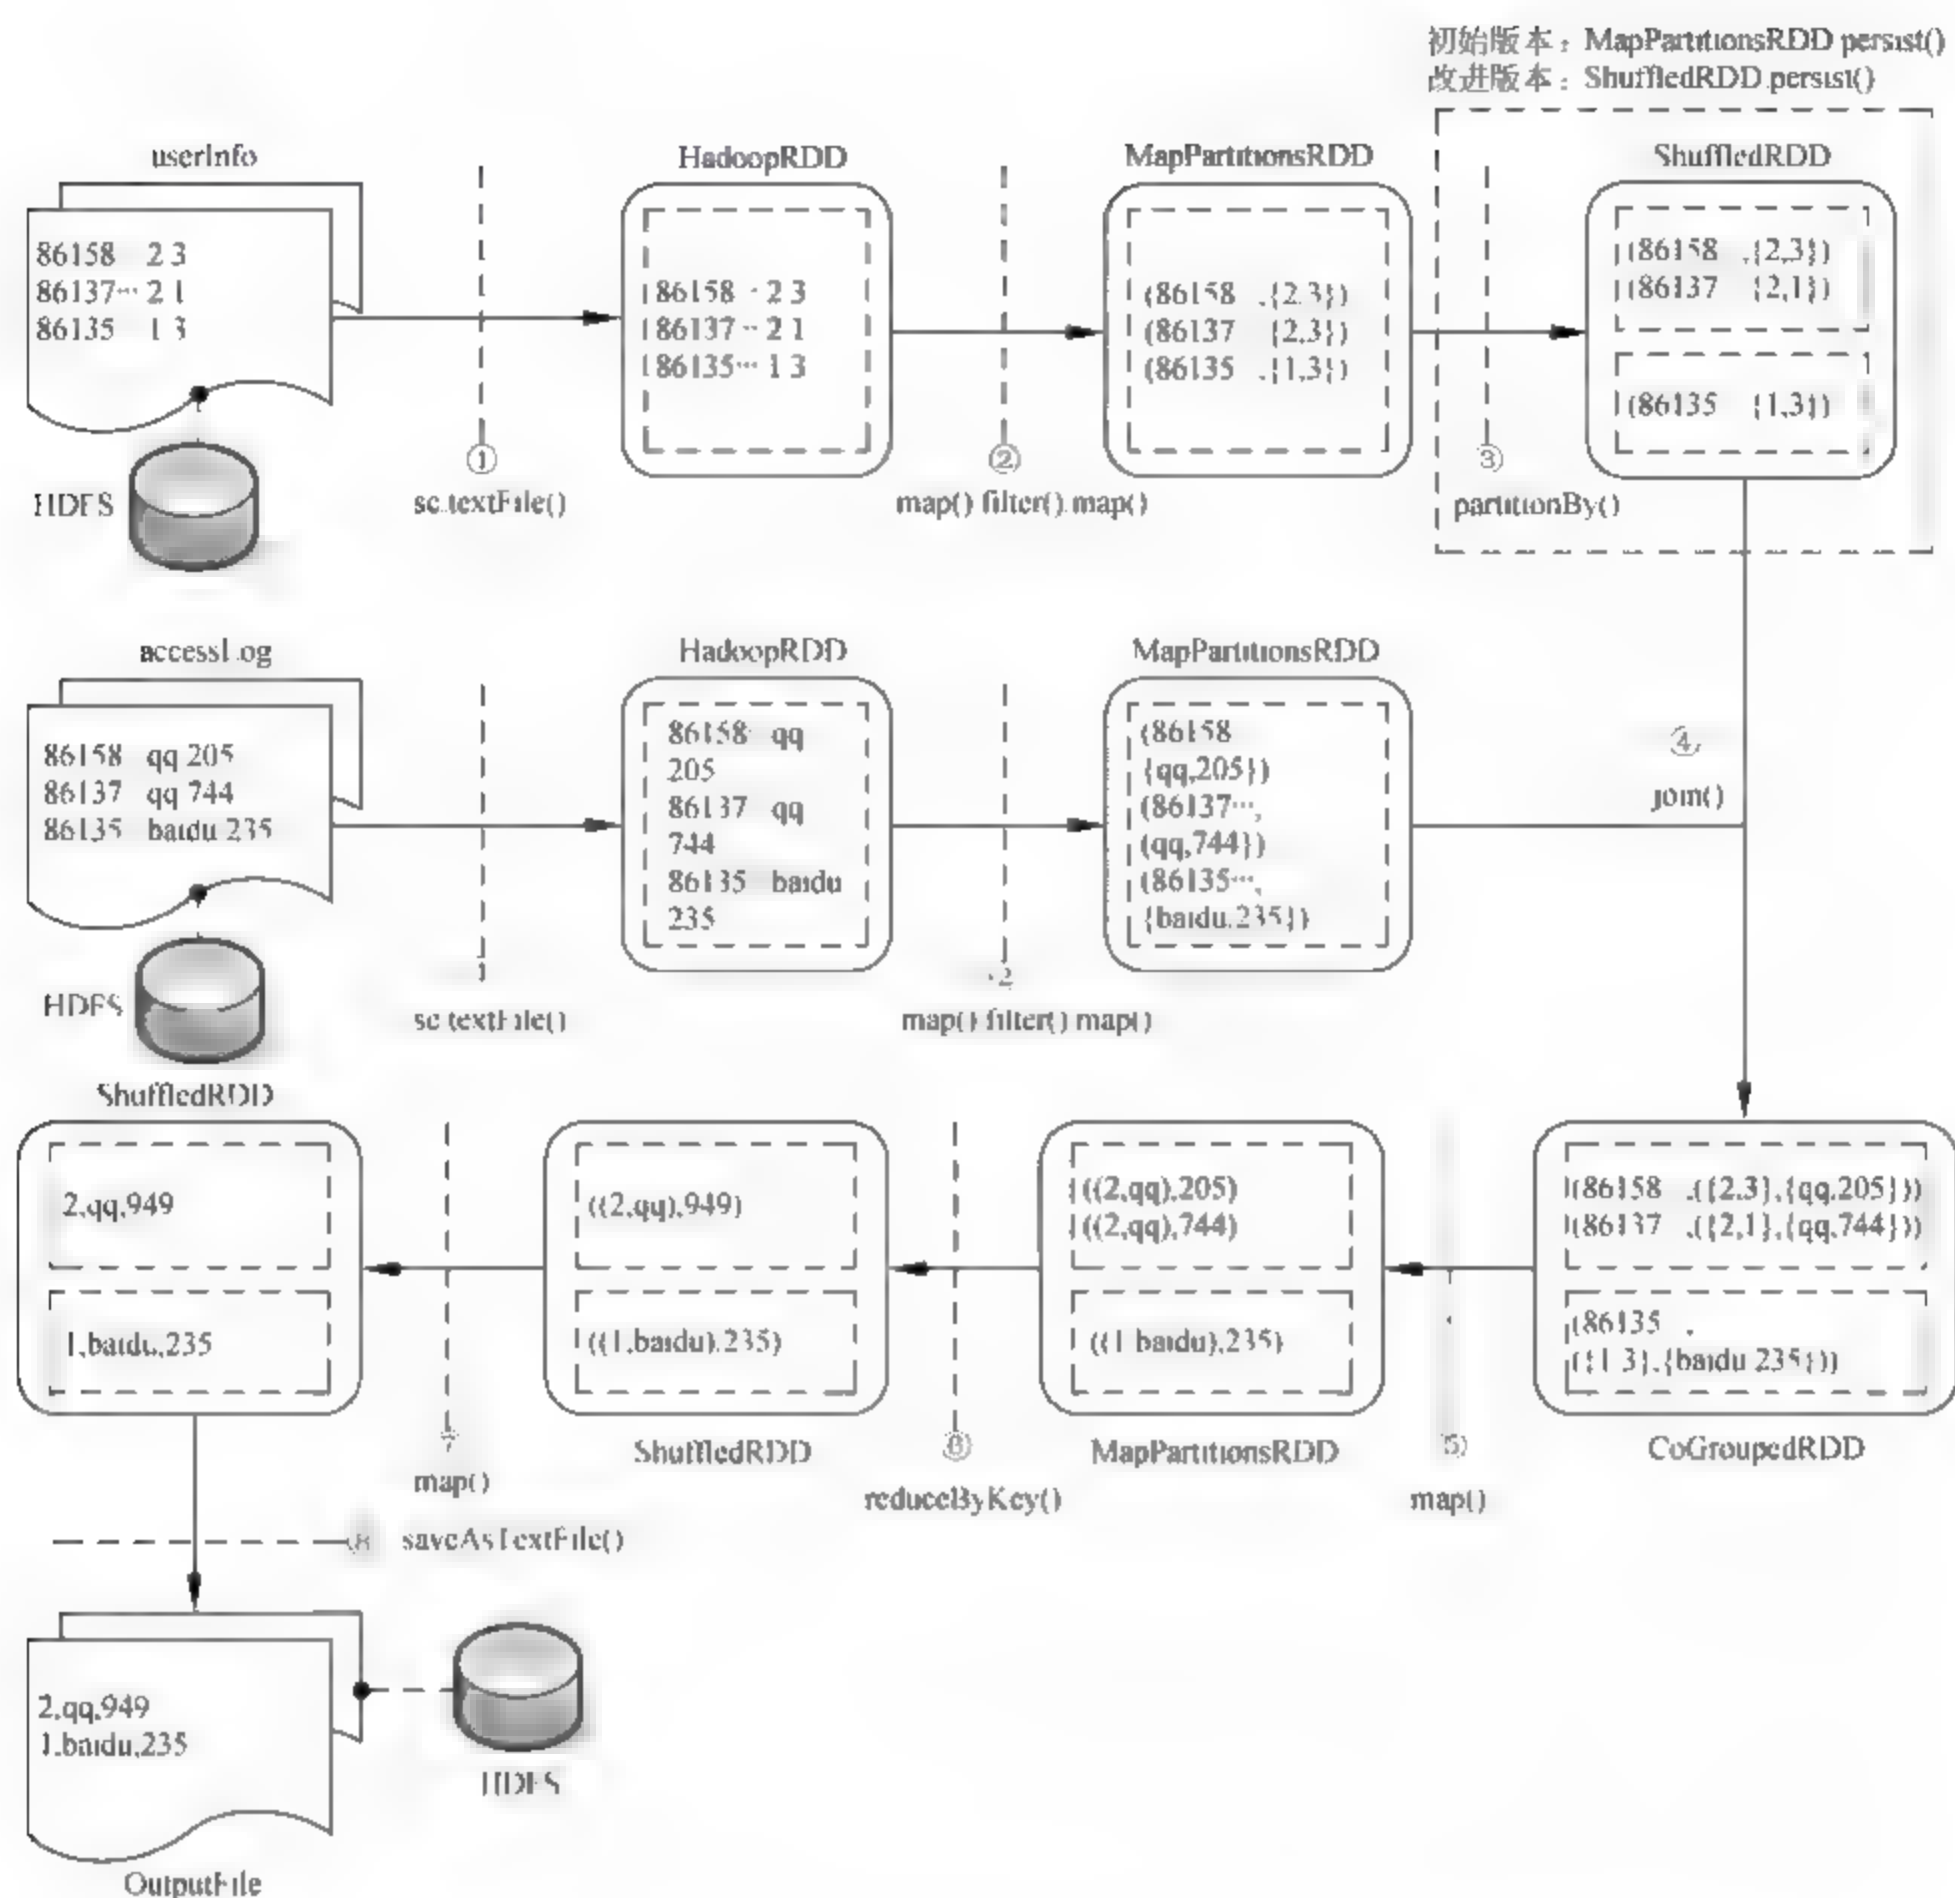 初始版本：MapPartitionsRDD persist()
改进版本：ShuffledRDD.persist()
userInfo
86158 2 3
86137… 2 1
86135 1 3
HDFS
①
sc.textFile()
HadoopRDD
86158 2 3
86137 2 1
86135… 1 3
②
map() filter().map()
MapPartitionsRDD
(86158 ,{2,3})
(86137 {2,3})
(86135 ,{1,3})
③
partitionBy()
ShuffledRDD
(86158 ,{2,3})
(86137 {2,1})
(86135 {1,3})
accessLog
86158 qq 205
86137 qq 744
86135 baidu 235
HDFS
sc textFile()
HadoopRDD
86158 qq
205
86137 qq
744
86135 baidu
235
2
map() filter() map()
MapPartitionsRDD
(86158
{qq,205})
(86137…,
(qq,744})
(86135…,
{baidu,235})
④
join()
ShuffledRDD
2,qq,949
1,baidu,235
⑦
map()
((2,qq),949)
((1,baidu),235)
ShuffledRDD
⑥
reduceByKey()
((2,qq),205)
((2,qq),744)
((1 baidu),235)
MapPartitionsRDD
⑤
map()
(86158 ,({2,3},{qq,205}))
(86137 ,({2,1},{qq,744}))
(86135 ,
({1 3},{baidu 235}))
CoGroupedRDD
⑧ saveAsTextFile()
2,qq,949
1,baidu,235
HDFS
OutputFile